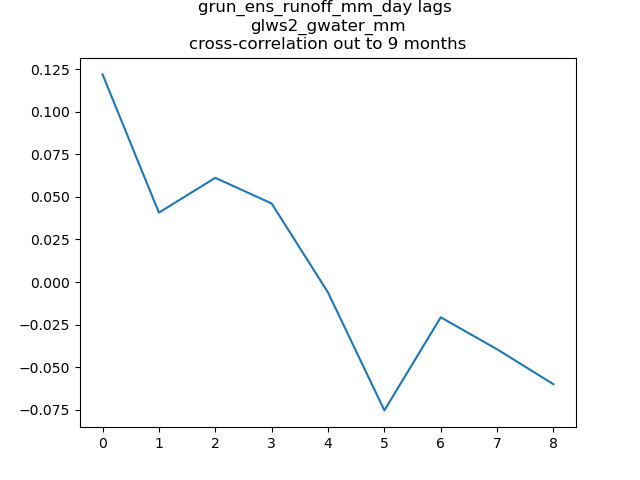 grun_ens_runoff_mm_day lags
glws2_gwater_mm
cross-correlation out to 9 months
0.125
0.100
0.075
0.050
0.025
0.000
−0.025
−0.050
−0.075
0 1 2 3 4 5 6 7 8